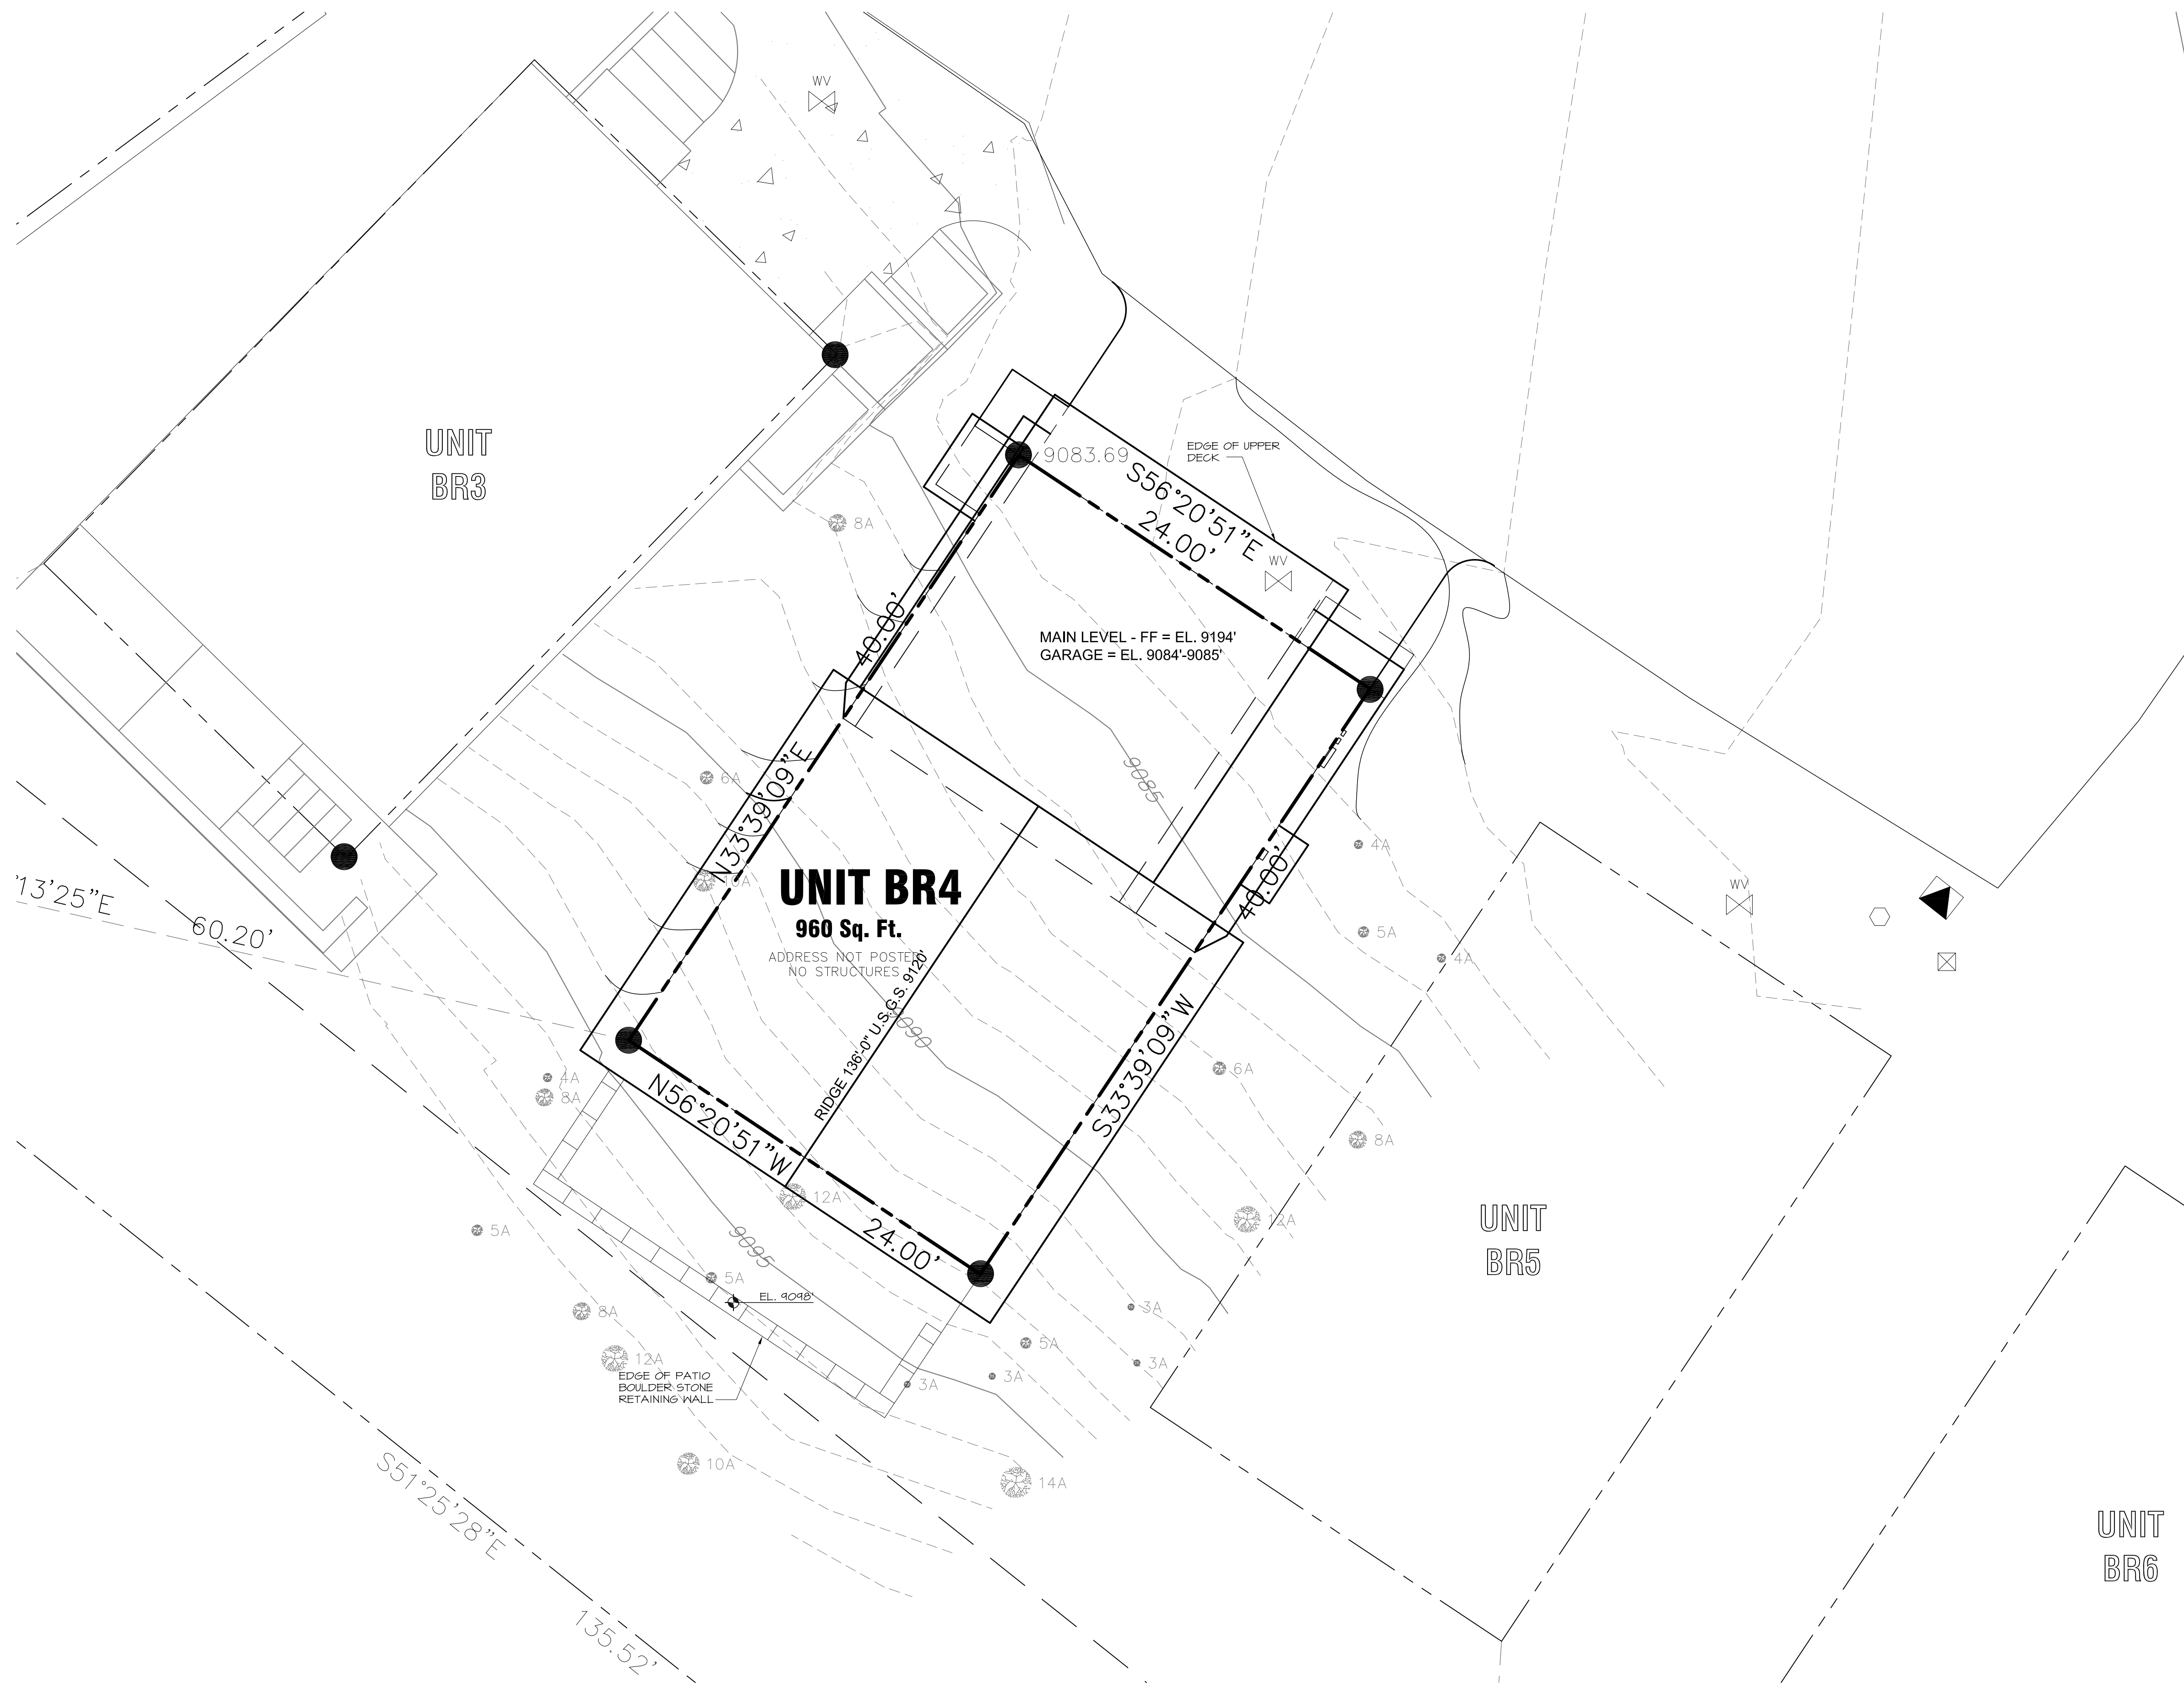 WV
UNIT
BR3
9083.69
EDGE OF UPPER
DECK
S56°20'51"E
24.00'
WV
8A
40.00'
MAIN LEVEL - FF = EL. 9194'
GARAGE = EL. 9084'-9085'
9085
6A
N33°39'09"E
10A
4A
UNIT BR4
960 Sq. Ft.
ADDRESS NOT POSTED
NO STRUCTURES
40.00'
WV
'13'25"E
60.20'
5A
4A
RIDGE 136'-0" U.S.G.S. 9120'
9090
S33°39'09"W
6A
4A
8A
N56°20'51"W
8A
12A
24.00'
12A
5A
9095
UNIT
BR5
5A
EL. 9098'
8A
3A
5A
12A
3A
3A
3A
EDGE OF PATIO
BOULDER STONE
RETAINING WALL
10A
14A
S51°25'28"E
135.52'
UNIT
BR6